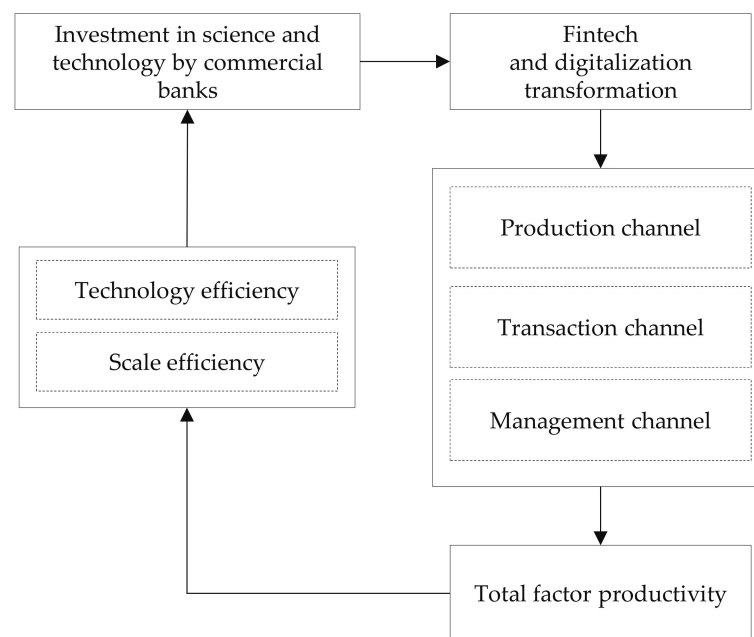 Investment in science and
technology by commercial
banks
Fintech
and digitalization
transformation
Production channel
Transaction channel
Management channel
Total factor productivity
Technology efficiency
Scale efficiency